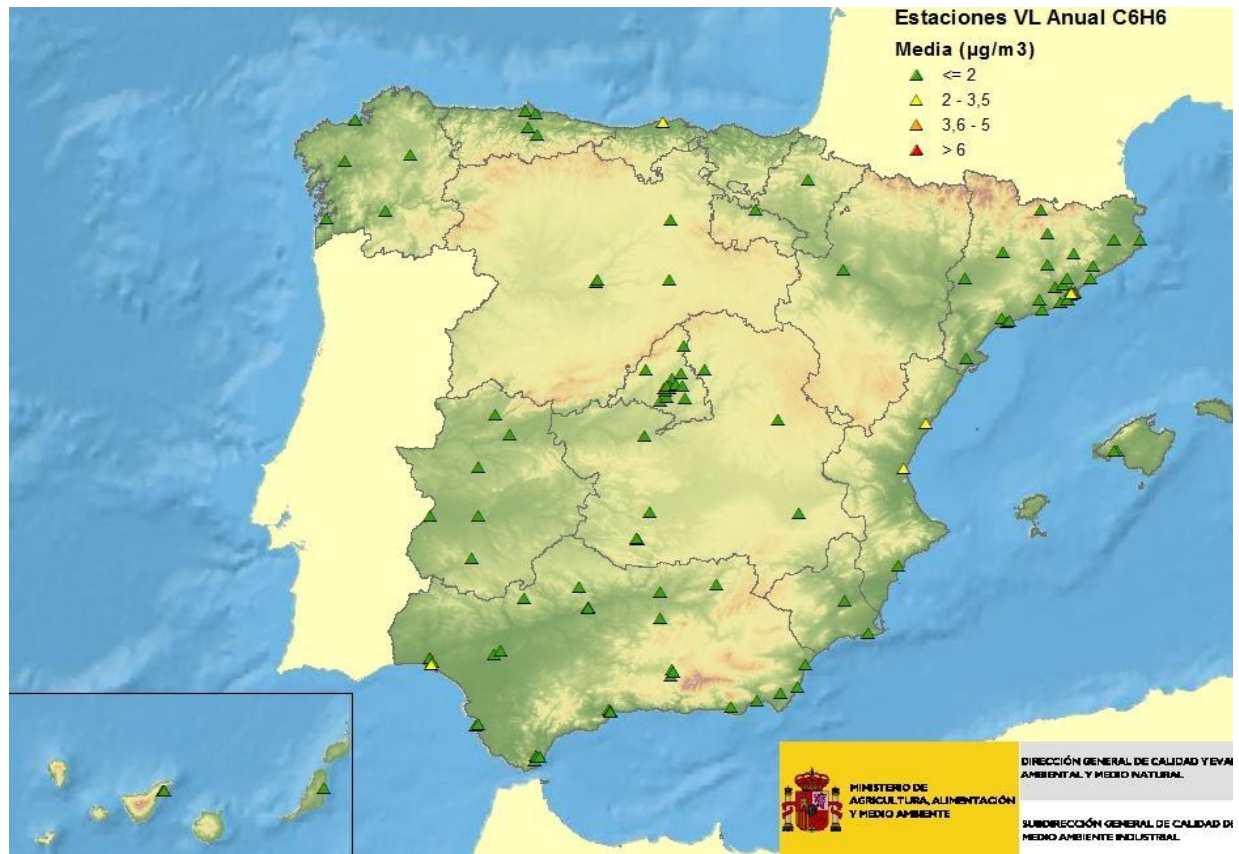 Estaciones VL Anual C6H6
Media (µg/m3)
<= 2
2 - 3,5
3,6 - 5
> 6
MINISTERIO DE
AGRICULTURA, ALIMENTACIÓN
Y MEDIO AMBIENTE
DIRECCIÓN GENERAL DE CALIDAD Y EVA
AMBIENTAL Y MEDIO NATURAL
SUBDIRECCIÓN GENERAL DE CALIDAD DE
MEDIO AMBIENTE INDUSTRIAL